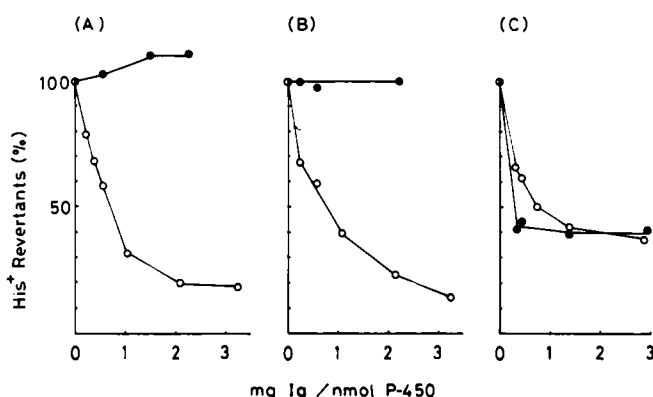 (A) (B) (C)
His⁺ Revertants (%)
100
50
0 1 2 3
0 1 2 3
0 1 2 3
mg Ig / nmol P-450